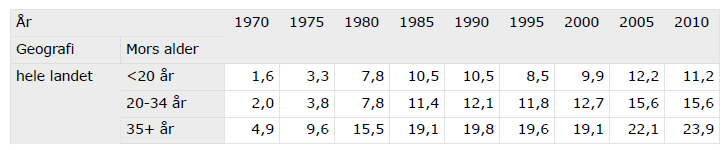 År 1970 1975 1980 1985 1990 1995 2000 2005 2010
Geografi Mors alder
hele landet <20 år 1,6 3,3 7,8 10,5 10,5 8,5 9,9 12,2 11,2
20-34 år 2,0 3,8 7,8 11,4 12,1 11,8 12,7 15,6 15,6
35+ år 4,9 9,6 15,5 19,1 19,8 19,6 19,1 22,1 23,9